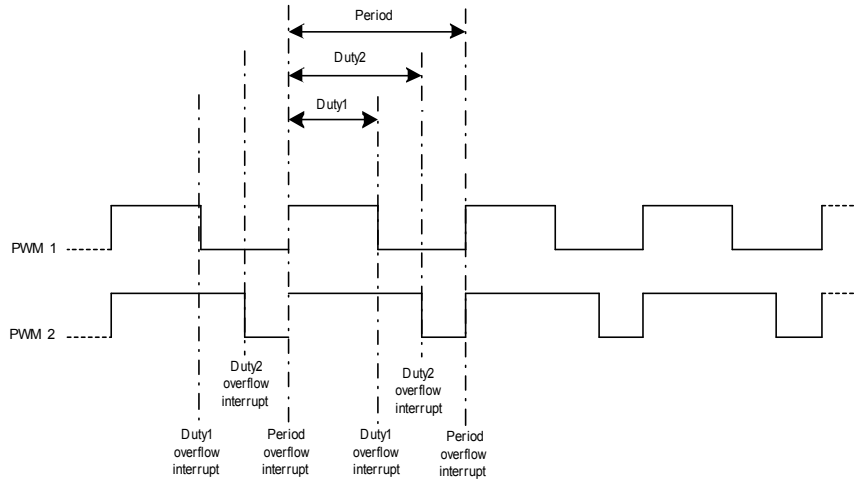 Period
Duty2
Duty1
PWM 1
PWM 2
Duty2
overflow
interrupt
Duty2
overflow
interrupt
Duty1
overflow
interrupt
Period
overflow
interrupt
Duty1
overflow
interrupt
Period
overflow
interrupt